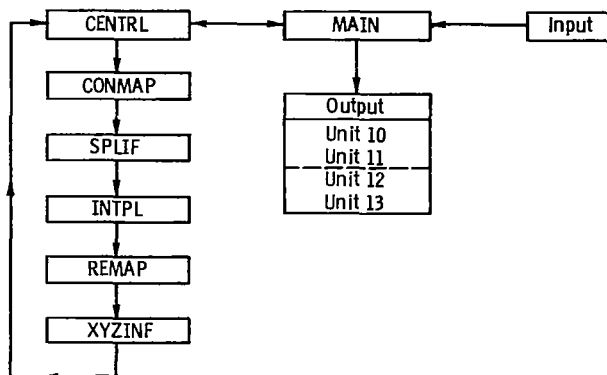 CENTRL
MAIN
Input
CONMAP
Output
Unit 10
Unit 11
Unit 12
Unit 13
SPLIF
INTPL
REMAP
XYZINF